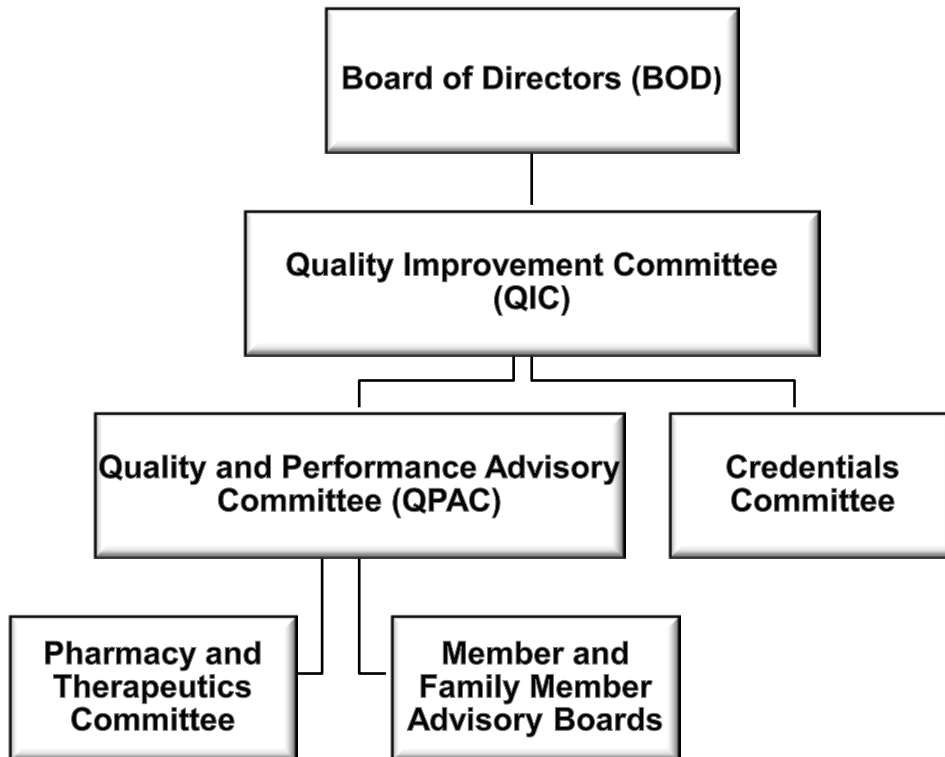 Board of Directors (BOD)
Quality Improvement Committee
(QIC)
Quality and Performance Advisory
Committee (QPAC)
Credentials
Committee
Pharmacy and
Therapeutics
Committee
Member and
Family Member
Advisory Boards